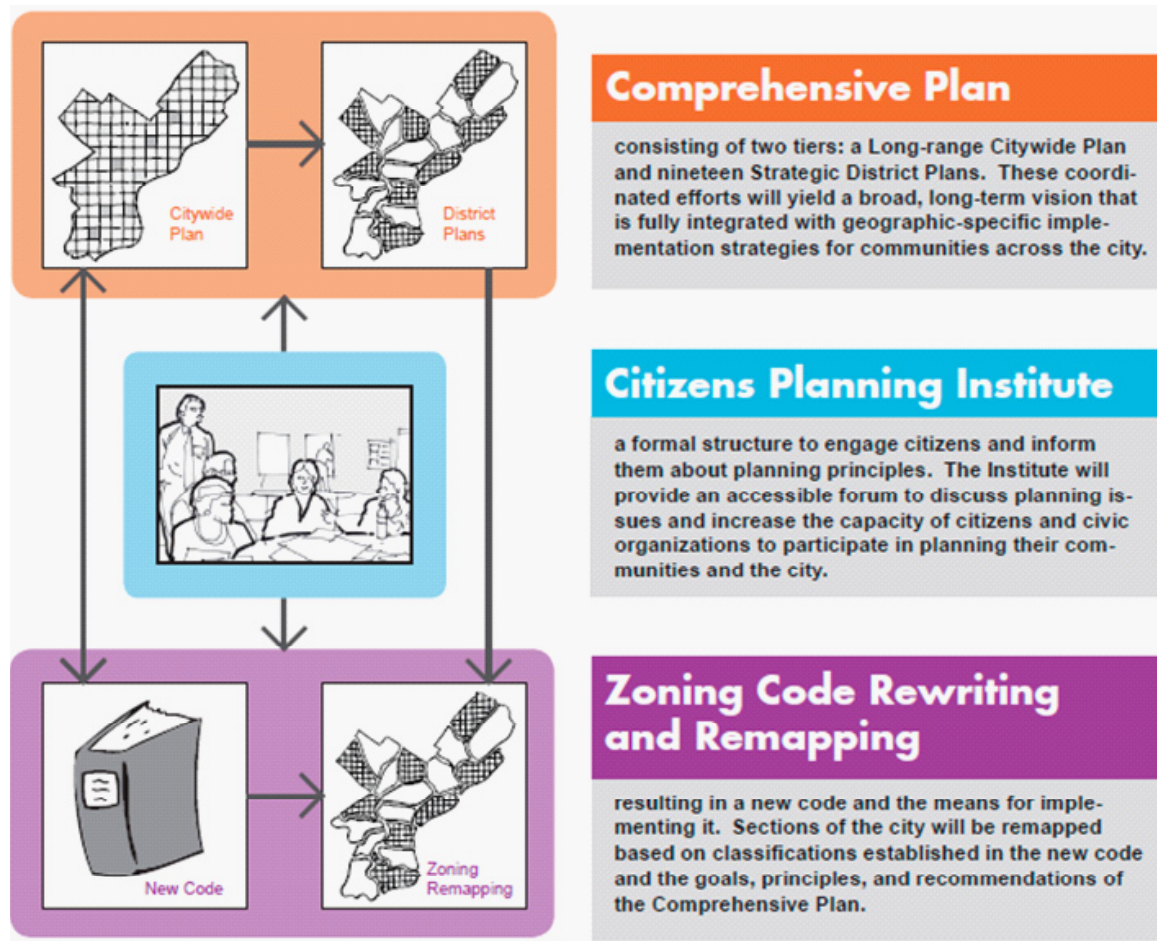 Citywide
Plan
District
Plans
Comprehensive Plan
consisting of two tiers: a Long-range Citywide Plan
and nineteen Strategic District Plans. These coordi-
nated efforts will yield a broad, long-term vision that
is fully integrated with geographic-specific imple-
mentation strategies for communities across the city.
Citizens Planning Institute
a formal structure to engage citizens and inform
them about planning principles. The Institute will
provide an accessible forum to discuss planning is-
sues and increase the capacity of citizens and civic
organizations to participate in planning their com-
munities and the city.
New Code
Zoning
Remapping
Zoning Code Rewriting
and Remapping
resulting in a new code and the means for imple-
menting it. Sections of the city will be remapped
based on classifications established in the new code
and the goals, principles, and recommendations of
the Comprehensive Plan.